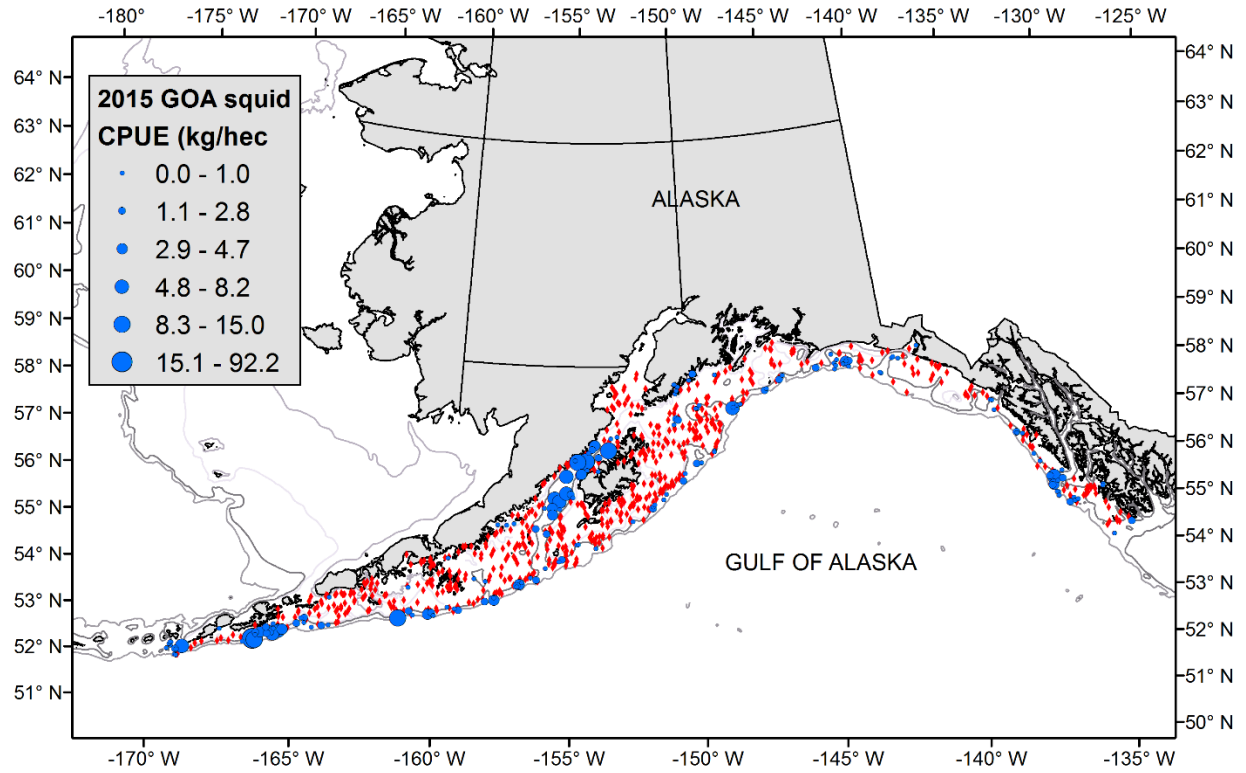 -180° -175° W -170° W -165° W -160° W -155° W -150° W -145° W -140° W -135° W -130° W -125° W
64° N
63° N
62° N
61° N
60° N
59° N
58° N
57° N
56° N
55° N
54° N
53° N
52° N
51° N
2015 GOA squid
CPUE (kg/hec
0.0 - 1.0
1.1 - 2.8
2.9 - 4.7
4.8 - 8.2
8.3 - 15.0
15.1 - 92.2
ALASKA
GULF OF ALASKA
64° N
63° N
62° N
61° N
60° N
59° N
58° N
57° N
56° N
55° N
54° N
53° N
52° N
51° N
50° N
-170° W -165° W -160° W -155° W -150° W -145° W -140° W -135° W